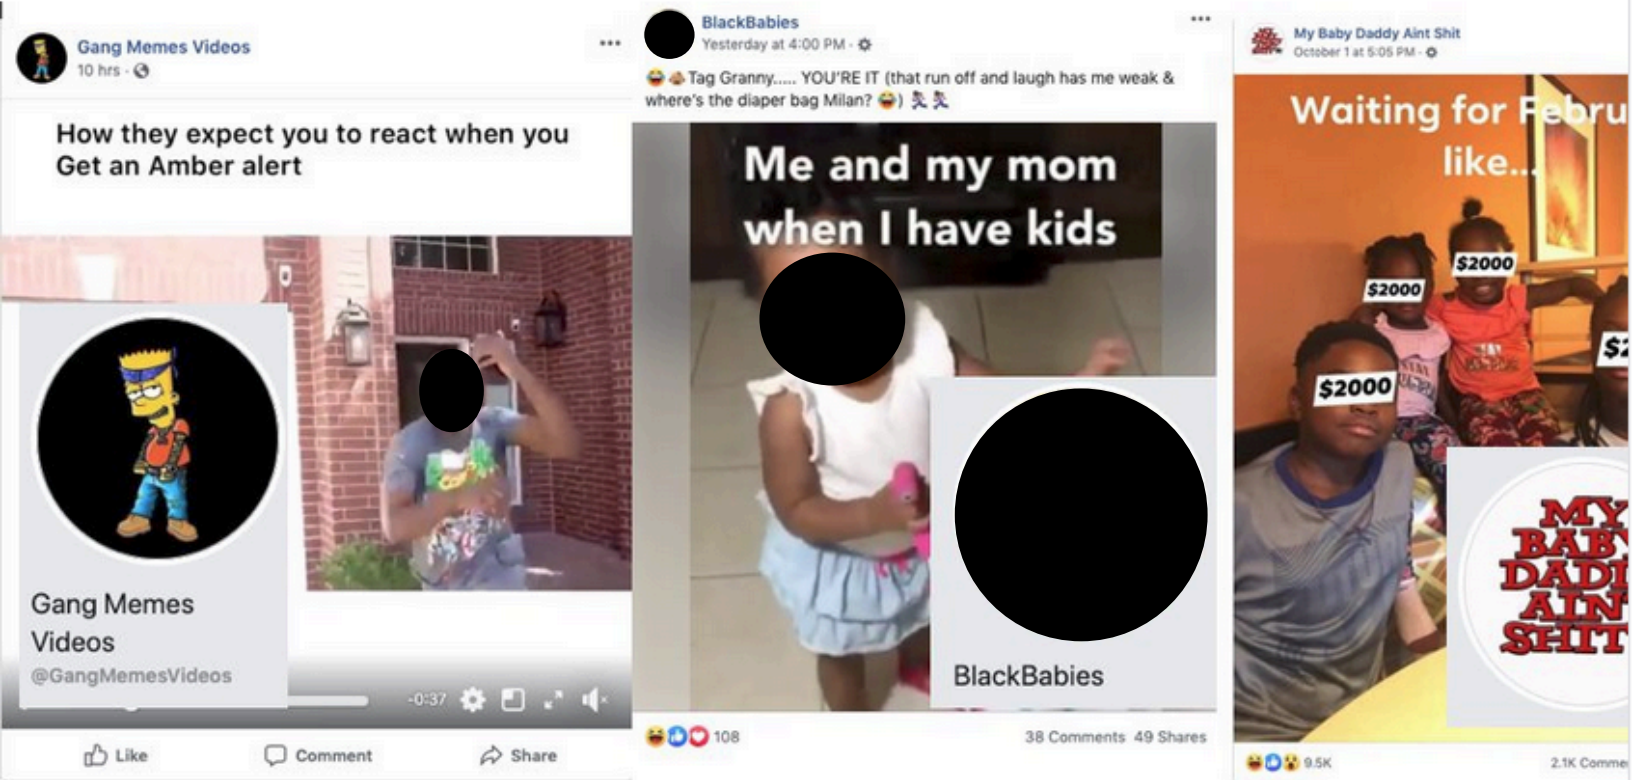 Gang Memes Videos
10 hrs
How they expect you to react when you
Get an Amber alert
Gang Memes
Videos
@GangMemesVideos
-0:37
Like
Comment
Share
BlackBabies
Yesterday at 4:00 PM
Tag Granny..... YOU'RE IT (that run off and laugh has me weak &
where's the diaper bag Milan? )
Me and my mom
when I have kids
BlackBabies
108
38 Comments 49 Shares
My Baby Daddy Aint Shit
October 1 at 5:05 PM
Waiting for Febru
like...
$2000
$2000
$2000
$2
MY
BABY
DADD
AIN'
SHIT
9.5K
2.1K Comme